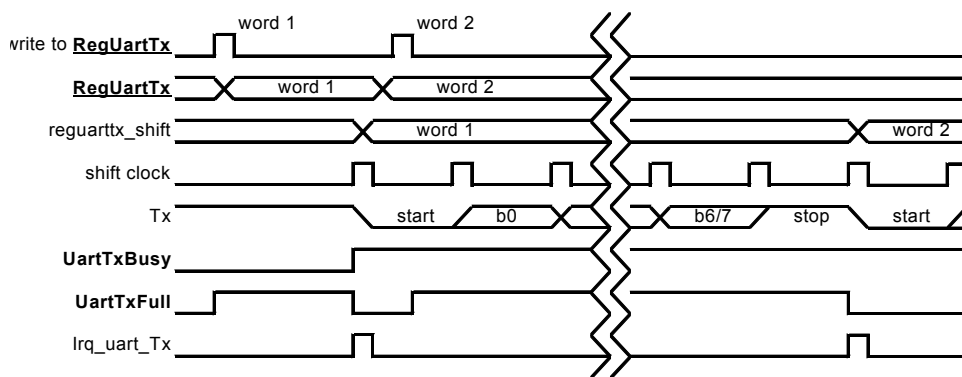 word 1 word 2
write to RegUartTx
RegUartTx word 1 word 2
reguarttx_shift word 1 word 2
shift clock
Tx start b0 b6/7 stop start
UartTxBusy
UartTxFull
Irq_uart_Tx